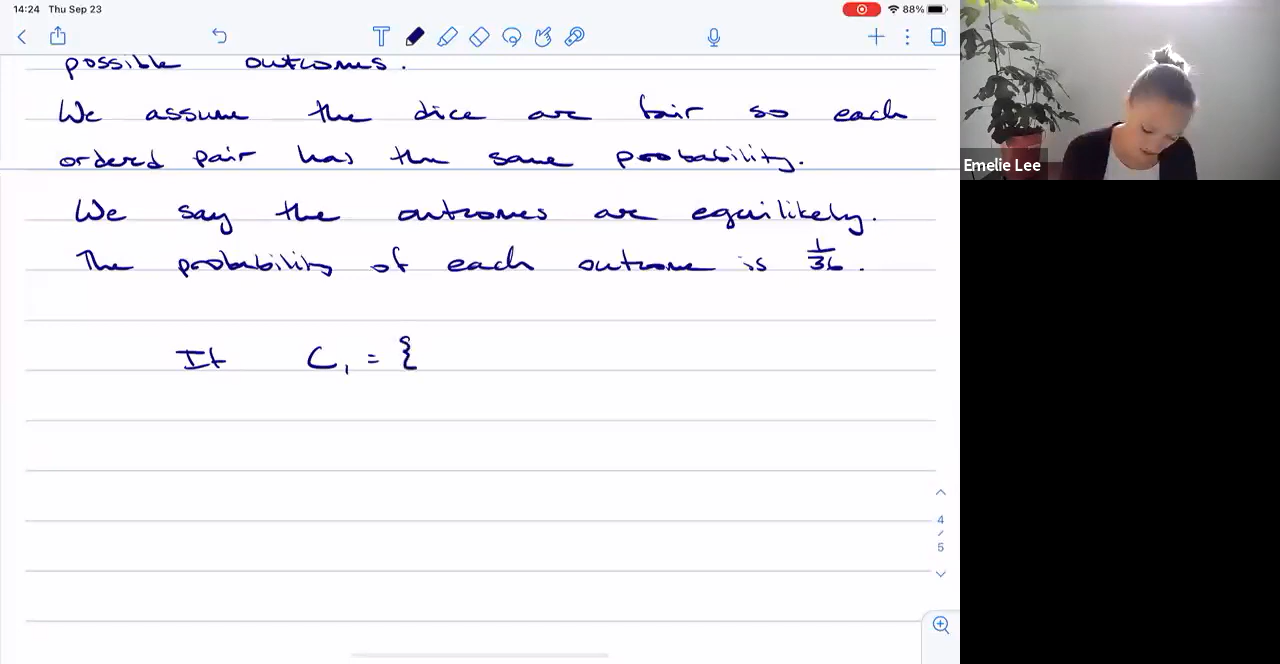 14:24 Thu Sep 23
88%
possible outcomes.
We assume the dice are fair so each
ordered pair has the same probability.
We say the outcomes are equilikely.
The probability of each outcome is 1/36.
If C₁ = {
4
/
5
Emelie Lee